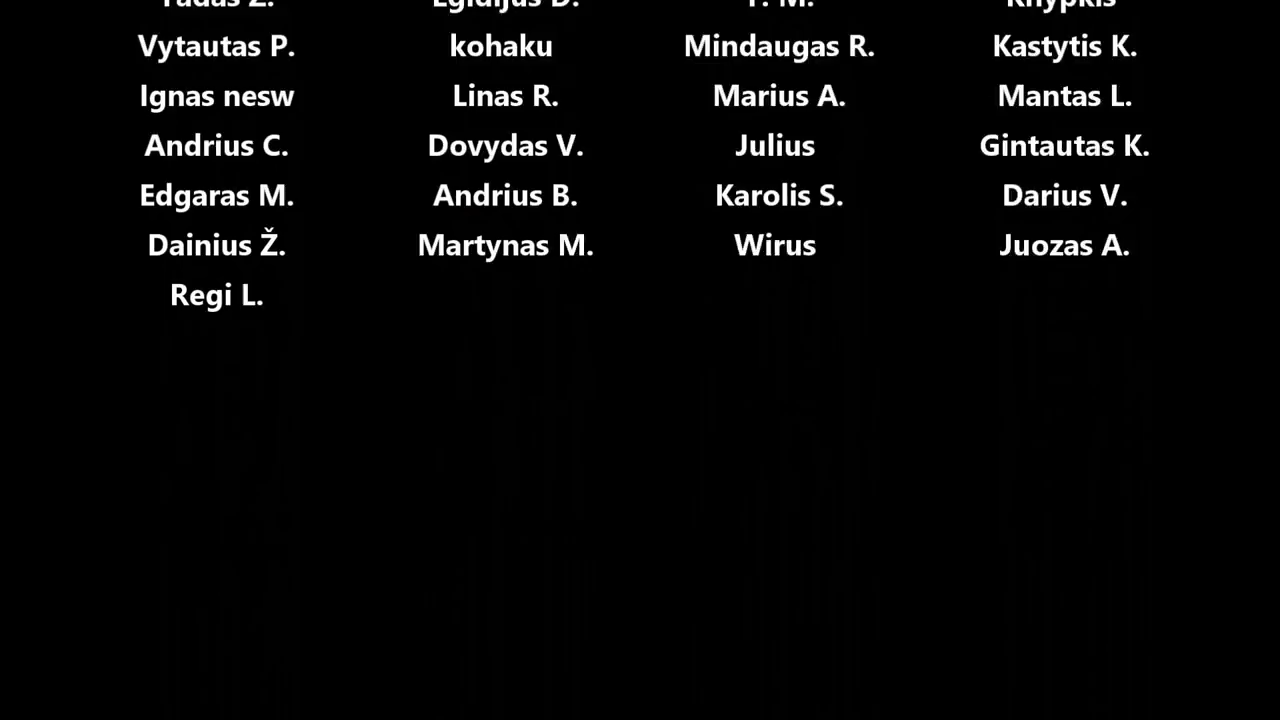 Egidijus D.
Vytautas P. kohaku Mindaugas R. Kastytis K.
Ignas nesw Linas R. Marius A. Mantas L.
Andrius C. Dovydas V. Julius Gintautas K.
Edgaras M. Andrius B. Karolis S. Darius V.
Dainius Ž. Martynas M. Wirus Juozas A.
Regi L.